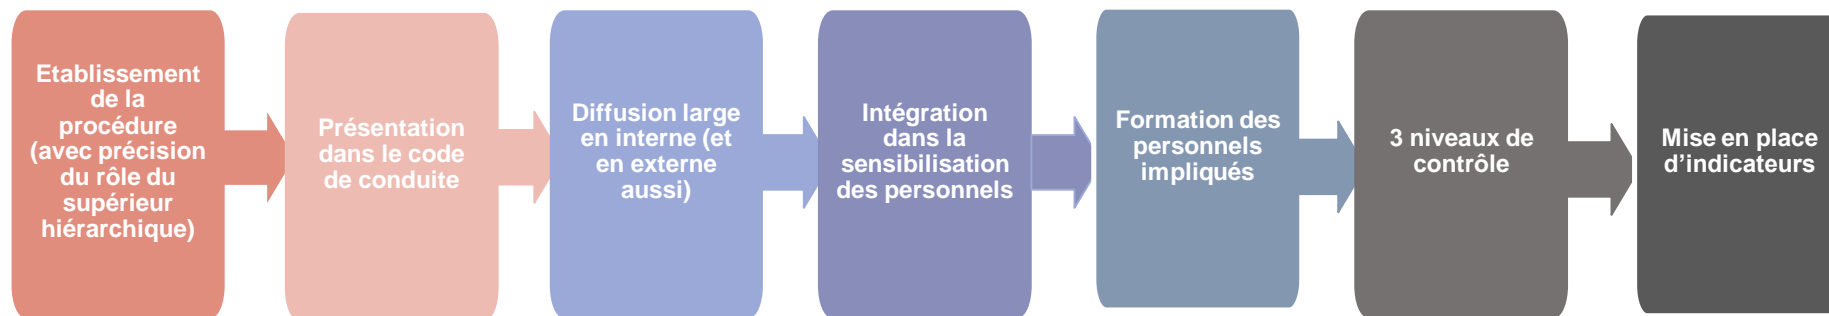 Etablissement
de la
procédure
(avec précision
du rôle du
supérieur
hiérarchique)
Présentation
dans le code
de conduite
Diffusion large
en interne (et
en externe
aussi)
Intégration
dans la
sensibilisation
des personnels
Formation des
personnels
impliqués
3 niveaux de
contrôle
Mise en place
d’indicateurs